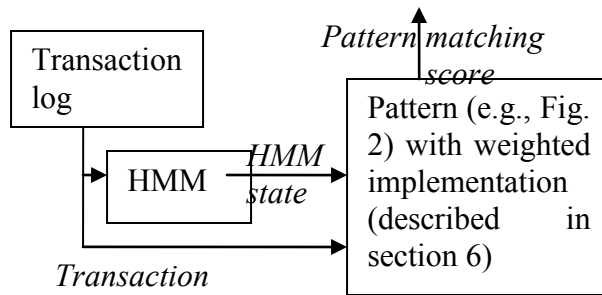 Pattern matching
score
Transaction
log
Pattern (e.g., Fig.
2) with weighted
implementation
(described in
section 6)
HMM
HMM
state
Transaction